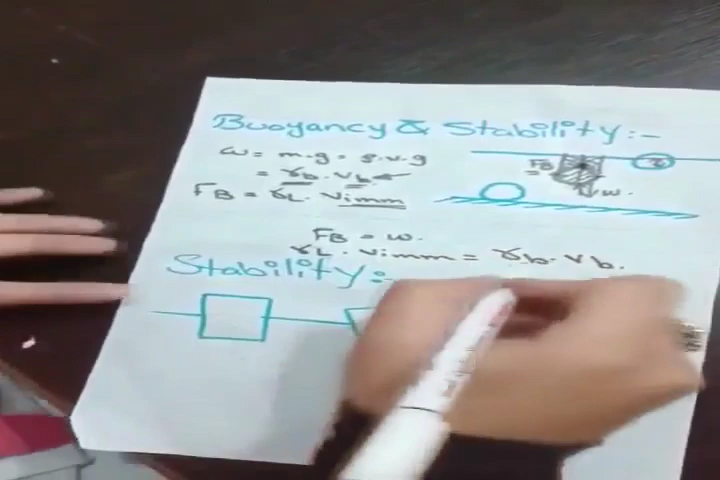 Buoyancy & Stability:-
w = m.g = ρ.v.g
= γb.Vb
FB = γL.Vimm
FB
w.
FB = w.
γL.Vimm = γb.Vb.
Stability:-